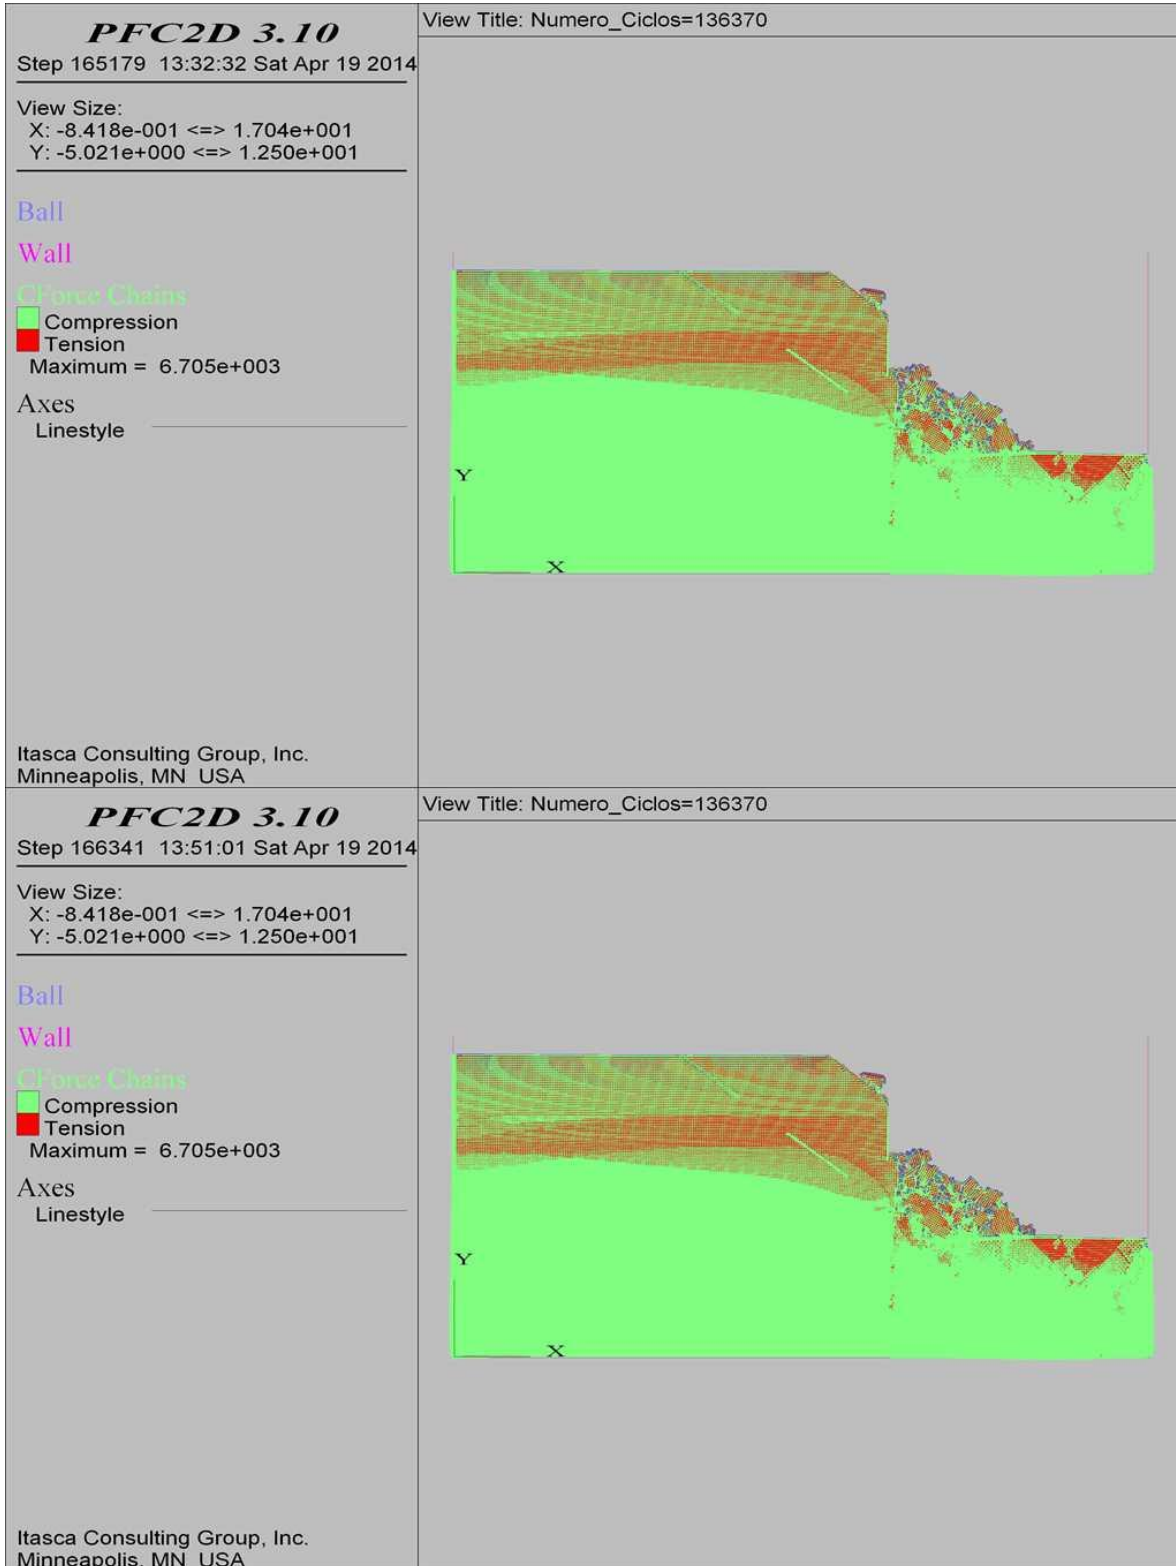 PFC2D 3.10
Step 165179 13:32:32 Sat Apr 19 2014
View Size:
X: -8.418e-001 <=> 1.704e+001
Y: -5.021e+000 <=> 1.250e+001
Ball
Wall
CForce Chains
Compression
Tension
Maximum = 6.705e+003
Axes
Linestyle
Itasca Consulting Group, Inc.
Minneapolis, MN USA
View Title: Numero_Ciclos=136370
Y
X
PFC2D 3.10
Step 166341 13:51:01 Sat Apr 19 2014
View Size:
X: -8.418e-001 <=> 1.704e+001
Y: -5.021e+000 <=> 1.250e+001
Ball
Wall
CForce Chains
Compression
Tension
Maximum = 6.705e+003
Axes
Linestyle
Itasca Consulting Group, Inc.
Minneapolis, MN USA
View Title: Numero_Ciclos=136370
Y
X